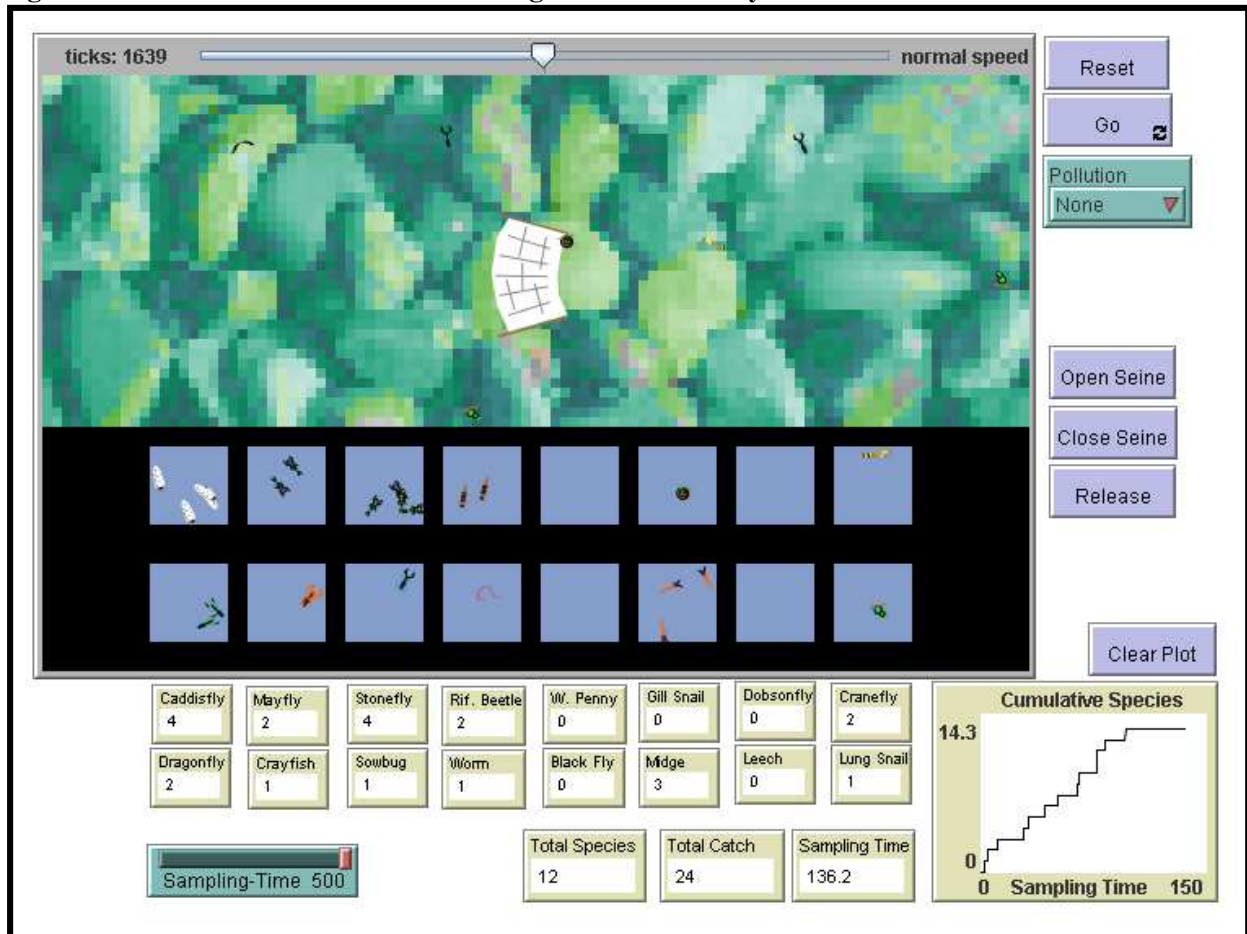 ticks: 1639
normal speed
Reset
Go
Pollution
None
Open Seine
Close Seine
Release
Clear Plot
Caddisfly
4
Mayfly
2
Stonefly
4
Rif. Beetle
2
W. Penny
0
Gill Snail
0
Dobsonfly
0
Cranefly
2
Dragonfly
2
Crayfish
1
Sowbug
1
Worm
1
Black Fly
0
Midge
3
Leech
0
Lung Snail
1
Cumulative Species
14.3
0
0 Sampling Time 150
Sampling-Time 500
Total Species
12
Total Catch
24
Sampling Time
136.2